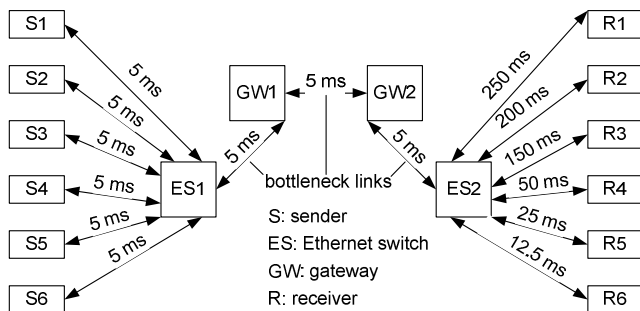 S1
S2
S3
S4
S5
S6
5 ms
5 ms
5 ms
5 ms
5 ms
5 ms
ES1
5 ms
GW1
5 ms
GW2
5 ms
ES2
bottleneck links
S: sender
ES: Ethernet switch
GW: gateway
R: receiver
250 ms
200 ms
150 ms
50 ms
25 ms
12.5 ms
R1
R2
R3
R4
R5
R6